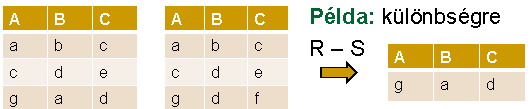 A B C
a b c
c d e
g a d
A B C
a b c
c d e
g d f
Példa: különbségre
R – S
A B C
g a d